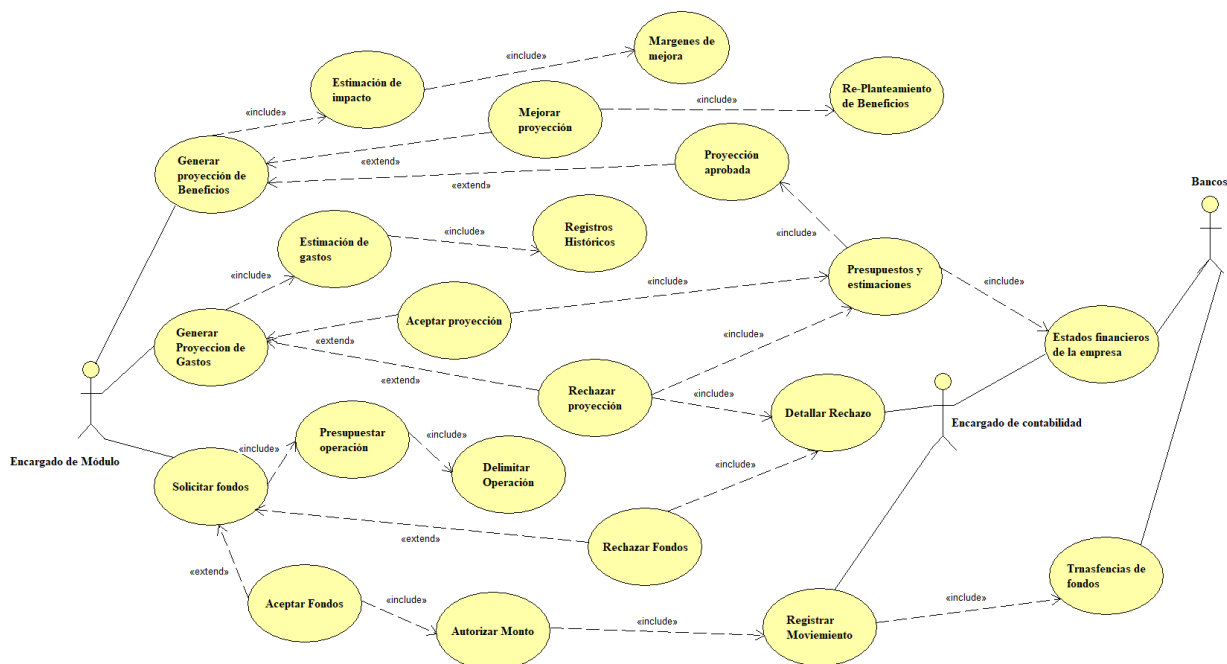 Margenes de
mejora
«include»
Estimación de
impacto
«include»
Re-Planteamiento
de Beneficios
«include»
Mejorar
proyección
Generar
proyección de
Beneficios
«extend»
Proyección
aprobada
«extend»
Bancos
Estimación de
gastos
«include»
Registros
Históricos
«include»
«include»
Presupuestos y
estimaciones
«include»
«include»
Generar
Proyeccion de
Gastos
Aceptar proyección
«extend»
«include»
Estados financieros
de la empresa
«extend»
Rechazar
proyección
«include»
Detallar Rechazo
Encargado de contabilidad
Encargado de Módulo
Presupuestar
operación
«include»
«include»
Solicitar fondos
Delimitar
Operación
«include»
«extend»
Rechazar Fondos
«extend»
Aceptar Fondos
«include»
Autorizar Monto
«include»
Registrar
Moviemiento
«include»
Trnasfencias de
fondos